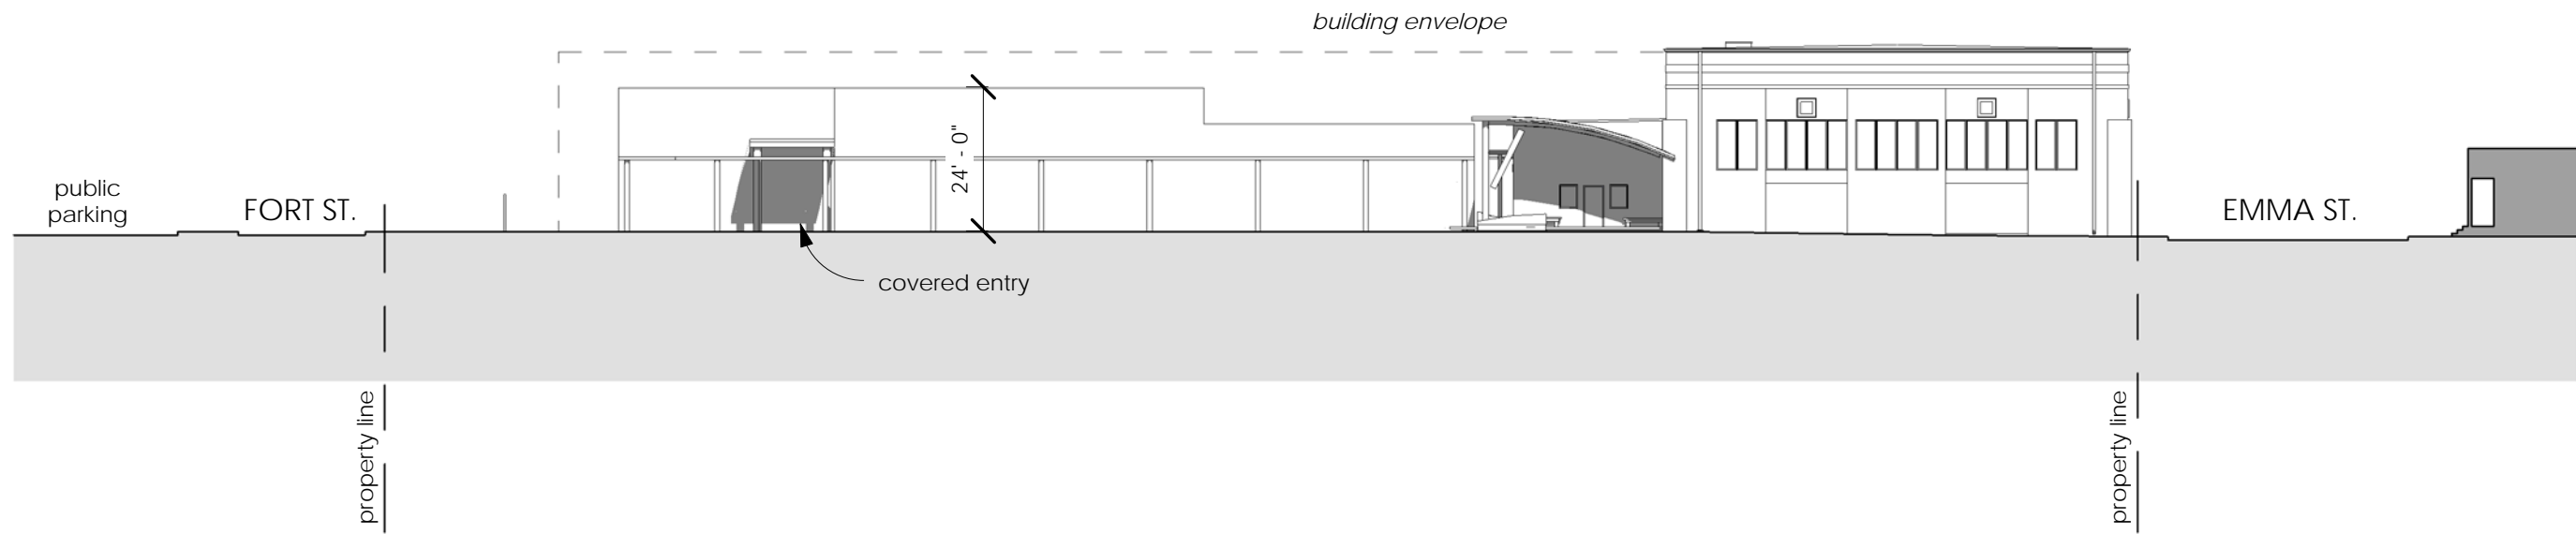 building envelope
24' - 0"
public
parking
FORT ST.
EMMA ST.
covered entry
property line
property line